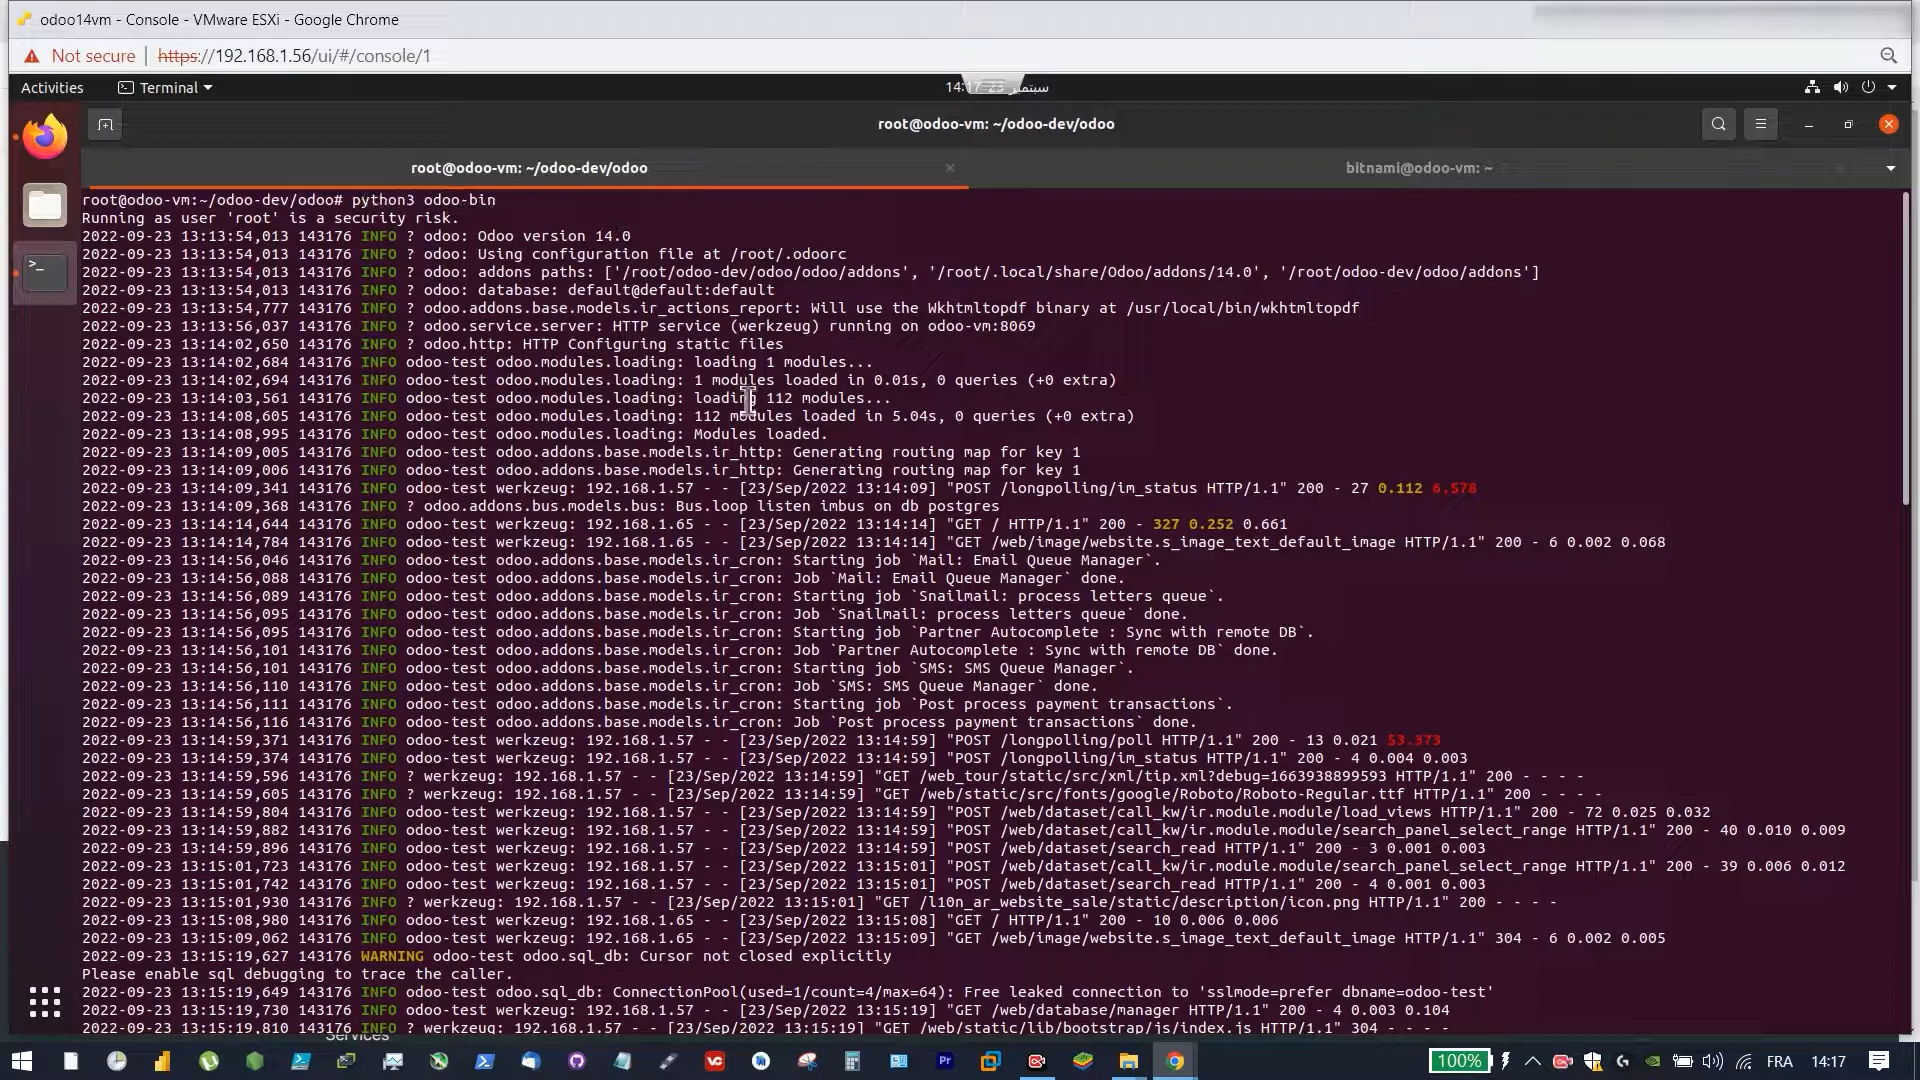 odoo14vm - Console - VMware ESXi - Google Chrome
Not secure | https://192.168.1.56/ui/#/console/1
Activities
Terminal
سبتمبر 23 14:17
root@odoo-vm: ~/odoo-dev/odoo
root@odoo-vm: ~/odoo-dev/odoo
bitnami@odoo-vm: ~
root@odoo-vm:~/odoo-dev/odoo# python3 odoo-bin
Running as user 'root' is a security risk.
2022-09-23 13:13:54,013 143176 INFO ? odoo: Odoo version 14.0
2022-09-23 13:13:54,013 143176 INFO ? odoo: Using configuration file at /root/.odoorc
2022-09-23 13:13:54,013 143176 INFO ? odoo: addons paths: ['/root/odoo-dev/odoo/odoo/addons', '/root/.local/share/Odoo/addons/14.0', '/root/odoo-dev/odoo/addons']
2022-09-23 13:13:54,013 143176 INFO ? odoo: database: default@default:default
2022-09-23 13:13:54,777 143176 INFO ? odoo.addons.base.models.ir_actions_report: Will use the Wkhtmltopdf binary at /usr/local/bin/wkhtmltopdf
2022-09-23 13:13:56,037 143176 INFO ? odoo.service.server: HTTP service (werkzeug) running on odoo-vm:8069
2022-09-23 13:14:02,650 143176 INFO ? odoo.http: HTTP Configuring static files
2022-09-23 13:14:02,684 143176 INFO odoo-test odoo.modules.loading: loading 1 modules...
2022-09-23 13:14:02,694 143176 INFO odoo-test odoo.modules.loading: 1 modules loaded in 0.01s, 0 queries (+0 extra)
2022-09-23 13:14:03,561 143176 INFO odoo-test odoo.modules.loading: loading 112 modules...
2022-09-23 13:14:08,605 143176 INFO odoo-test odoo.modules.loading: 112 modules loaded in 5.04s, 0 queries (+0 extra)
2022-09-23 13:14:08,995 143176 INFO odoo-test odoo.modules.loading: Modules loaded.
2022-09-23 13:14:09,005 143176 INFO odoo-test odoo.addons.base.models.ir_http: Generating routing map for key 1
2022-09-23 13:14:09,006 143176 INFO odoo-test odoo.addons.base.models.ir_http: Generating routing map for key 1
2022-09-23 13:14:09,341 143176 INFO odoo-test werkzeug: 192.168.1.57 - - [23/Sep/2022 13:14:09] "POST /longpolling/im_status HTTP/1.1" 200 - 27 0.112 6.578
2022-09-23 13:14:09,368 143176 INFO ? odoo.addons.bus.models.bus: Bus.loop listen imbus on db postgres
2022-09-23 13:14:14,644 143176 INFO odoo-test werkzeug: 192.168.1.65 - - [23/Sep/2022 13:14:14] "GET / HTTP/1.1" 200 - 327 0.252 0.661
2022-09-23 13:14:14,784 143176 INFO odoo-test werkzeug: 192.168.1.65 - - [23/Sep/2022 13:14:14] "GET /web/image/website.s_image_text_default_image HTTP/1.1" 200 - 6 0.002 0.068
2022-09-23 13:14:56,046 143176 INFO odoo-test odoo.addons.base.models.ir_cron: Starting job `Mail: Email Queue Manager`.
2022-09-23 13:14:56,088 143176 INFO odoo-test odoo.addons.base.models.ir_cron: Job `Mail: Email Queue Manager` done.
2022-09-23 13:14:56,089 143176 INFO odoo-test odoo.addons.base.models.ir_cron: Starting job `Snailmail: process letters queue`.
2022-09-23 13:14:56,095 143176 INFO odoo-test odoo.addons.base.models.ir_cron: Job `Snailmail: process letters queue` done.
2022-09-23 13:14:56,095 143176 INFO odoo-test odoo.addons.base.models.ir_cron: Starting job `Partner Autocomplete : Sync with remote DB`.
2022-09-23 13:14:56,101 143176 INFO odoo-test odoo.addons.base.models.ir_cron: Job `Partner Autocomplete : Sync with remote DB` done.
2022-09-23 13:14:56,101 143176 INFO odoo-test odoo.addons.base.models.ir_cron: Starting job `SMS: SMS Queue Manager`.
2022-09-23 13:14:56,110 143176 INFO odoo-test odoo.addons.base.models.ir_cron: Job `SMS: SMS Queue Manager` done.
2022-09-23 13:14:56,111 143176 INFO odoo-test odoo.addons.base.models.ir_cron: Starting job `Post process payment transactions`.
2022-09-23 13:14:56,116 143176 INFO odoo-test odoo.addons.base.models.ir_cron: Job `Post process payment transactions` done.
2022-09-23 13:14:59,371 143176 INFO odoo-test werkzeug: 192.168.1.57 - - [23/Sep/2022 13:14:59] "POST /longpolling/poll HTTP/1.1" 200 - 13 0.021 53.373
2022-09-23 13:14:59,374 143176 INFO odoo-test werkzeug: 192.168.1.57 - - [23/Sep/2022 13:14:59] "POST /longpolling/im_status HTTP/1.1" 200 - 4 0.004 0.003
2022-09-23 13:14:59,596 143176 INFO ? werkzeug: 192.168.1.57 - - [23/Sep/2022 13:14:59] "GET /web_tour/static/src/xml/tip.xml?debug=1663938899593 HTTP/1.1" 200 - - - -
2022-09-23 13:14:59,605 143176 INFO ? werkzeug: 192.168.1.57 - - [23/Sep/2022 13:14:59] "GET /web/static/src/fonts/google/Roboto/Roboto-Regular.ttf HTTP/1.1" 200 - - - -
2022-09-23 13:14:59,804 143176 INFO odoo-test werkzeug: 192.168.1.57 - - [23/Sep/2022 13:14:59] "POST /web/dataset/call_kw/ir.module.module/load_views HTTP/1.1" 200 - 72 0.025 0.032
2022-09-23 13:14:59,882 143176 INFO odoo-test werkzeug: 192.168.1.57 - - [23/Sep/2022 13:14:59] "POST /web/dataset/call_kw/ir.module.module/search_panel_select_range HTTP/1.1" 200 - 40 0.010 0.009
2022-09-23 13:14:59,896 143176 INFO odoo-test werkzeug: 192.168.1.57 - - [23/Sep/2022 13:14:59] "POST /web/dataset/search_read HTTP/1.1" 200 - 3 0.001 0.003
2022-09-23 13:15:01,723 143176 INFO odoo-test werkzeug: 192.168.1.57 - - [23/Sep/2022 13:15:01] "POST /web/dataset/call_kw/ir.module.module/search_panel_select_range HTTP/1.1" 200 - 39 0.006 0.012
2022-09-23 13:15:01,742 143176 INFO odoo-test werkzeug: 192.168.1.57 - - [23/Sep/2022 13:15:01] "POST /web/dataset/search_read HTTP/1.1" 200 - 4 0.001 0.003
2022-09-23 13:15:01,930 143176 INFO ? werkzeug: 192.168.1.57 - - [23/Sep/2022 13:15:01] "GET /l10n_ar_website_sale/static/description/icon.png HTTP/1.1" 200 - - - -
2022-09-23 13:15:08,980 143176 INFO odoo-test werkzeug: 192.168.1.65 - - [23/Sep/2022 13:15:08] "GET / HTTP/1.1" 200 - 10 0.006 0.006
2022-09-23 13:15:09,062 143176 INFO odoo-test werkzeug: 192.168.1.65 - - [23/Sep/2022 13:15:09] "GET /web/image/website.s_image_text_default_image HTTP/1.1" 304 - 6 0.002 0.005
2022-09-23 13:15:19,627 143176 WARNING odoo-test odoo.sql_db: Cursor not closed explicitly
Please enable sql debugging to trace the caller.
2022-09-23 13:15:19,649 143176 INFO odoo-test odoo.sql_db: ConnectionPool(used=1/count=4/max=64): Free leaked connection to 'sslmode=prefer dbname=odoo-test'
2022-09-23 13:15:19,730 143176 INFO odoo-test werkzeug: 192.168.1.57 - - [23/Sep/2022 13:15:19] "GET /web/database/manager HTTP/1.1" 200 - 4 0.003 0.104
2022-09-23 13:15:19,810 143176 INFO ? werkzeug: 192.168.1.57 - - [23/Sep/2022 13:15:19] "GET /web/static/lib/bootstrap/js/index.js HTTP/1.1" 304 - - - -
Services
100%
FRA
14:17